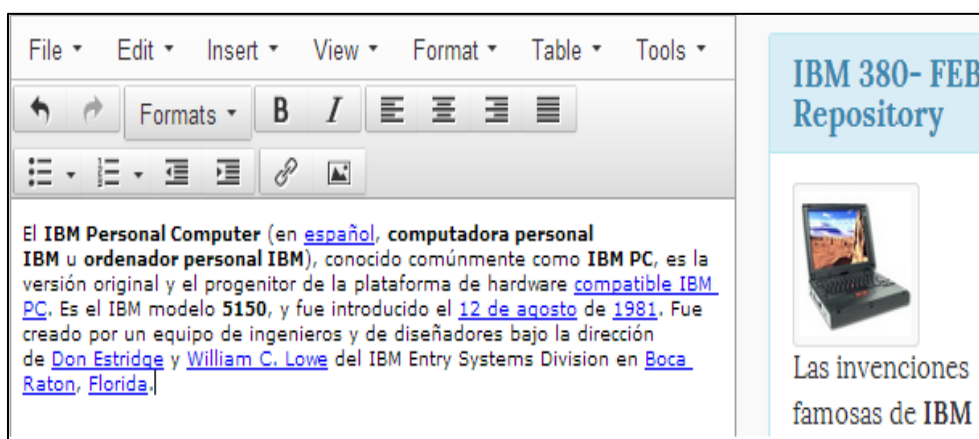 File Edit Insert View Format Table Tools
Formats B I
El IBM Personal Computer (en español, computadora personal
IBM u ordenador personal IBM), conocido comúnmente como IBM PC, es la
versión original y el progenitor de la plataforma de hardware compatible IBM
PC. Es el IBM modelo 5150, y fue introducido el 12 de agosto de 1981. Fue
creado por un equipo de ingenieros y de diseñadores bajo la dirección
de Don Estridge y William C. Lowe del IBM Entry Systems Division en Boca
Raton, Florida.
IBM 380- FEB
Repository
Las invenciones
famosas de IBM